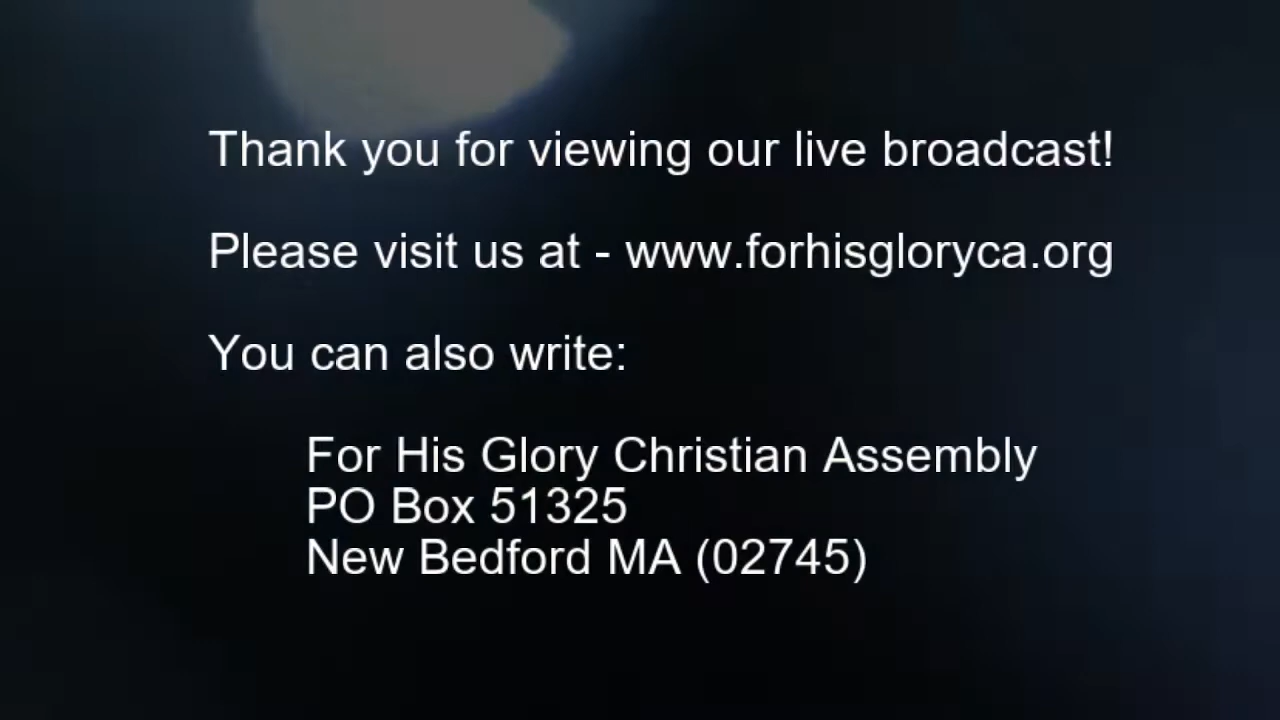 Thank you for viewing our live broadcast!
Please visit us at - www.forhisgloryca.org
You can also write:
For His Glory Christian Assembly
PO Box 51325
New Bedford MA (02745)